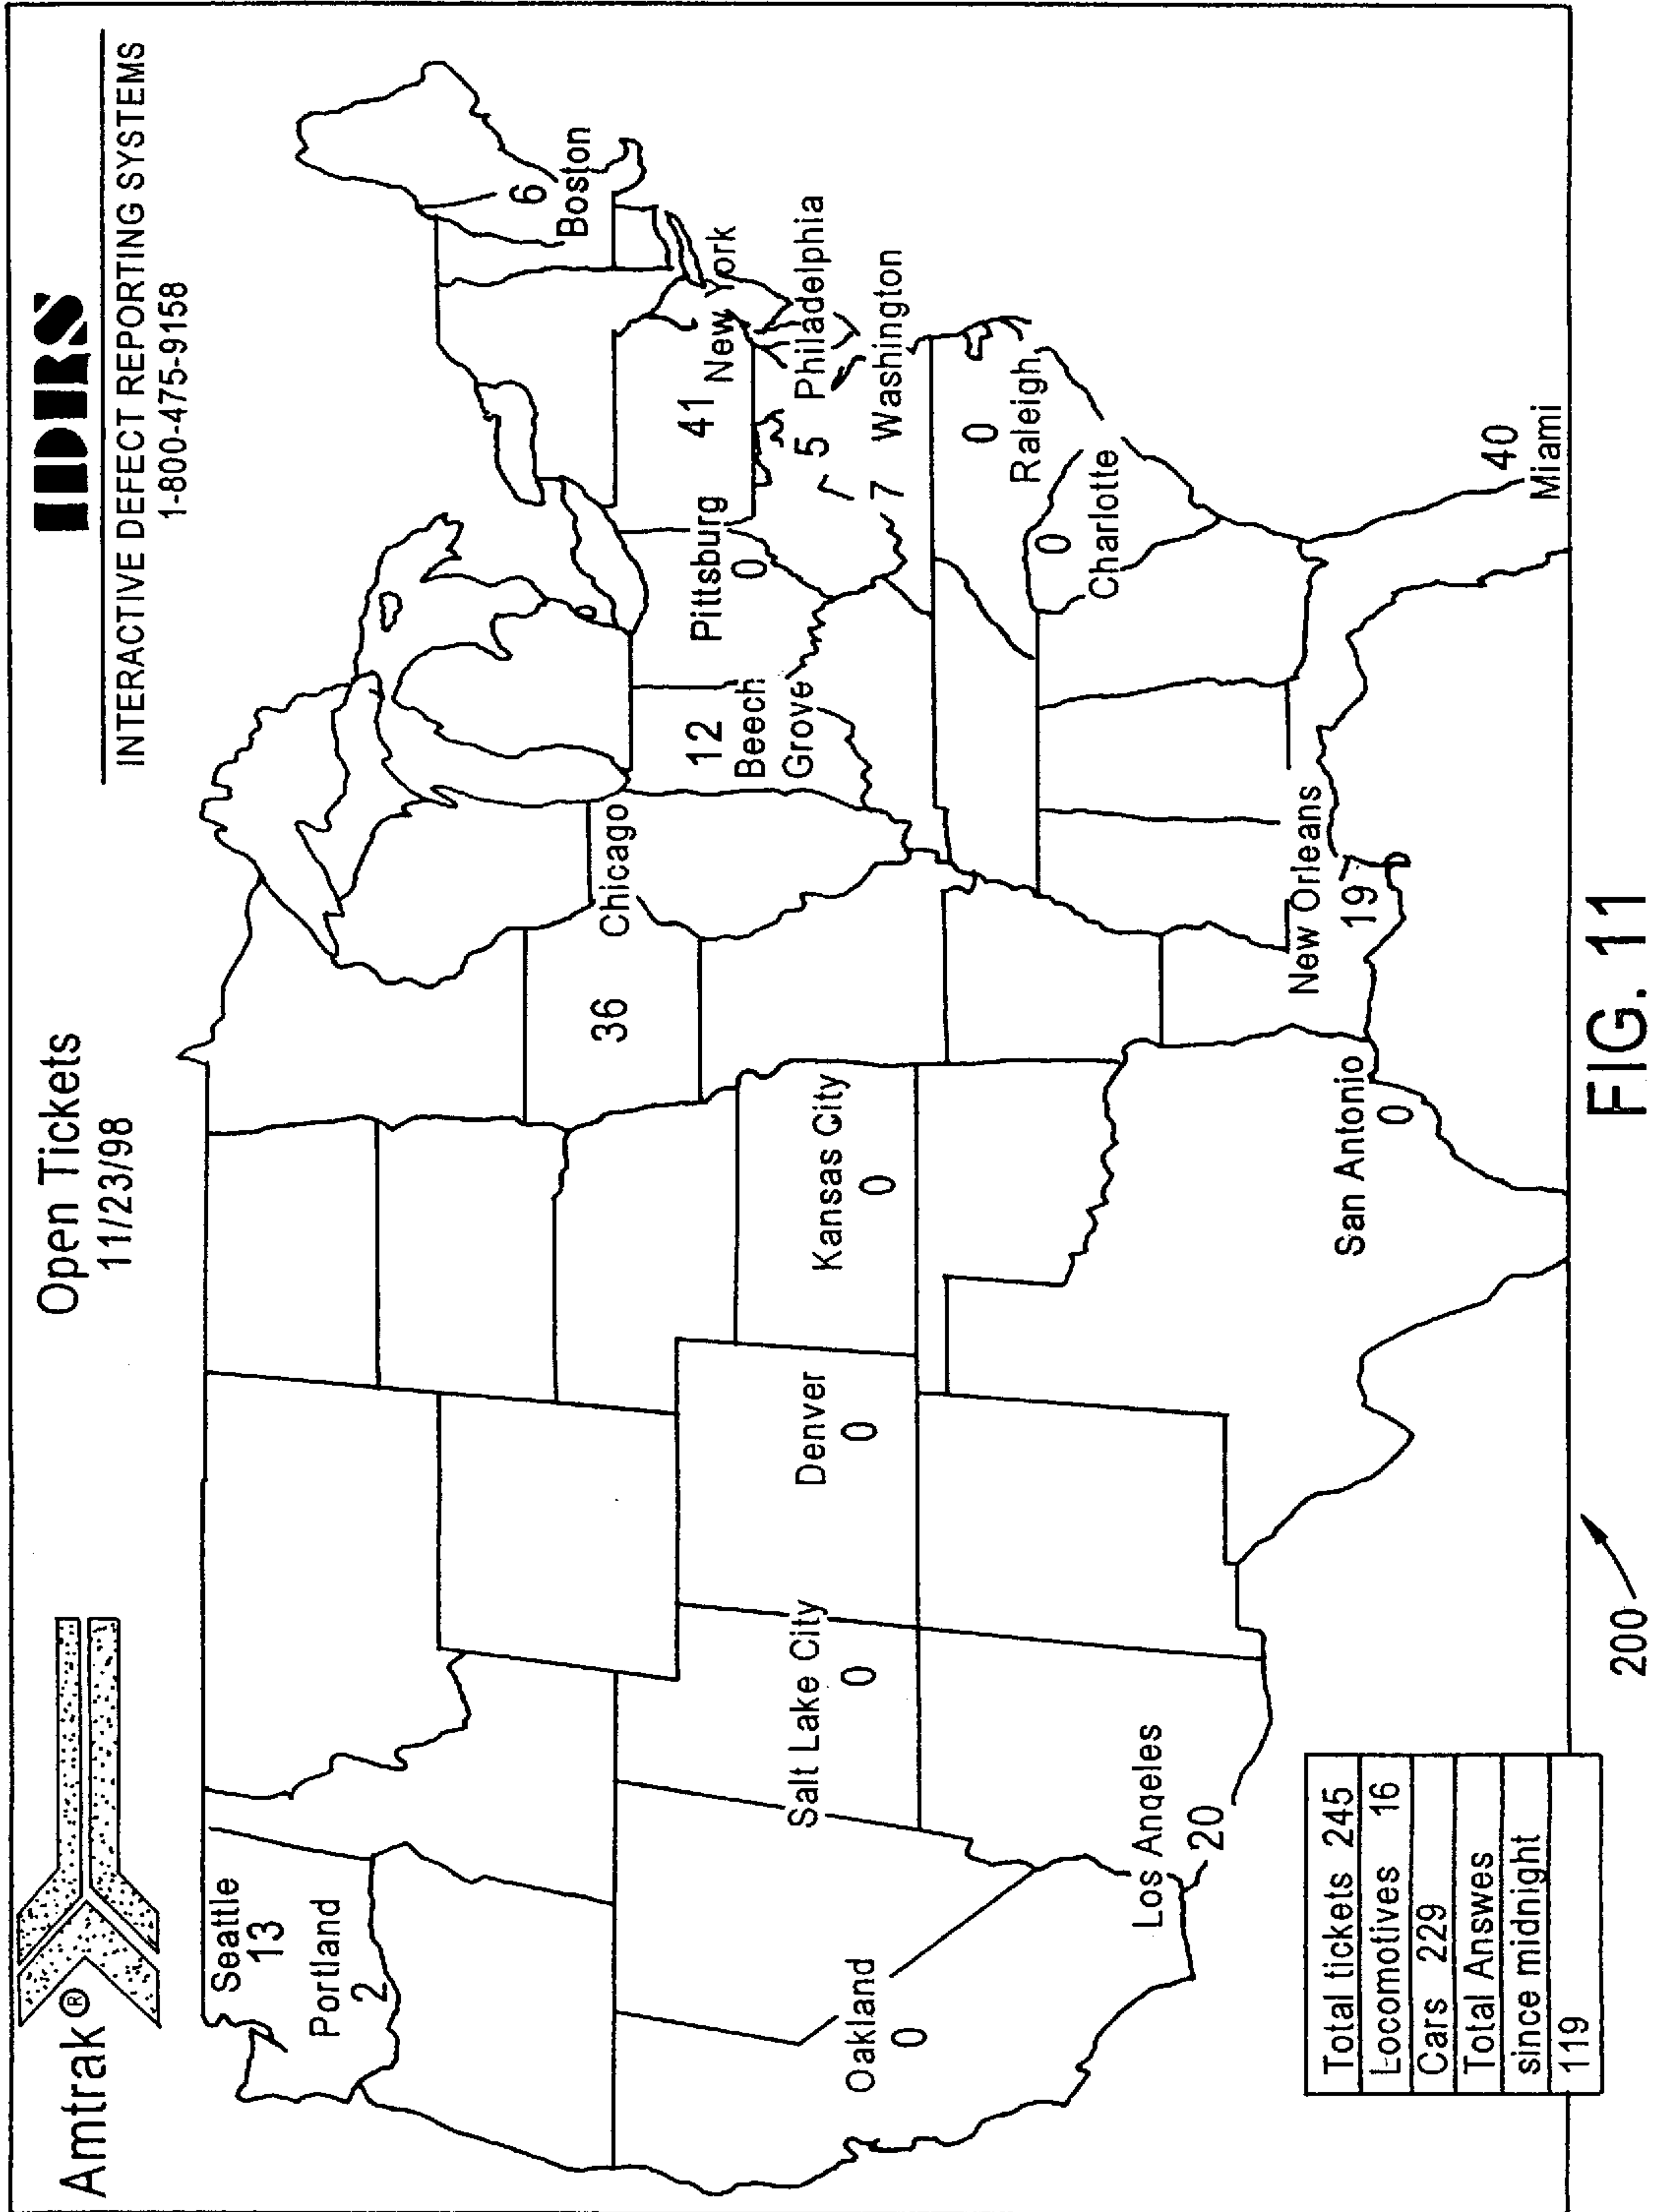 Amtrak®
Open Tickets
11/23/98
IDRS
INTERACTIVE DEFECT REPORTING SYSTEMS
1-800-475-9158
Seattle
13
Portland
2
Oakland
0
Los Angeles
20
Salt Lake City
0
Denver
0
Kansas City
0
San Antonio
0
36
Chicago
New Orleans
19
12
Beech
Grove
Pittsburg
0
41
New York
6
Boston
5 Philadelphia
7 Washington
0
Raleigh
0
Charlotte
40
Miami
Total tickets 245
Locomotives 16
Cars 229
Total Answes
since midnight
119
200
FIG. 11